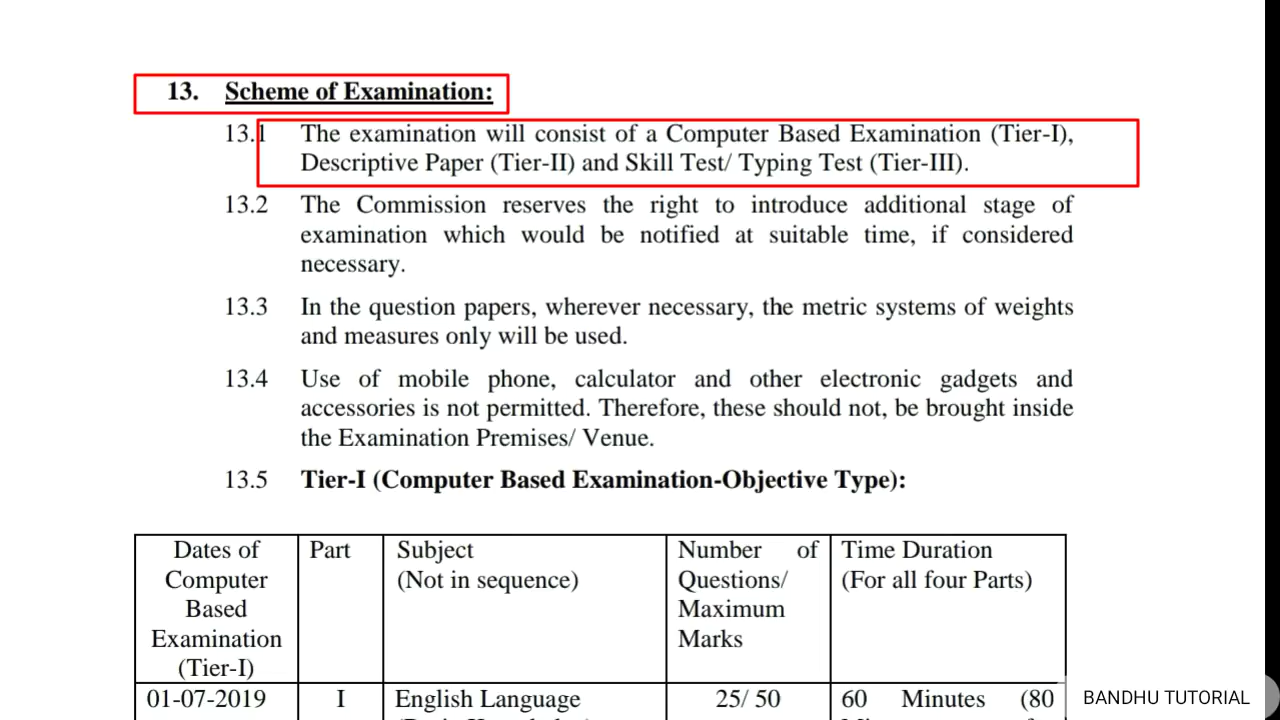 13. Scheme of Examination:
13.1 The examination will consist of a Computer Based Examination (Tier-I),
Descriptive Paper (Tier-II) and Skill Test/ Typing Test (Tier-III).
13.2 The Commission reserves the right to introduce additional stage of
examination which would be notified at suitable time, if considered
necessary.
13.3 In the question papers, wherever necessary, the metric systems of weights
and measures only will be used.
13.4 Use of mobile phone, calculator and other electronic gadgets and
accessories is not permitted. Therefore, these should not, be brought inside
the Examination Premises/ Venue.
13.5 Tier-I (Computer Based Examination-Objective Type):
Dates of
Computer
Based
Examination
(Tier-I)
Part
Subject
(Not in sequence)
Number of
Questions/
Maximum
Marks
Time Duration
(For all four Parts)
01-07-2019
I
English Language
25/ 50
60 Minutes (80
BANDHU TUTORIAL